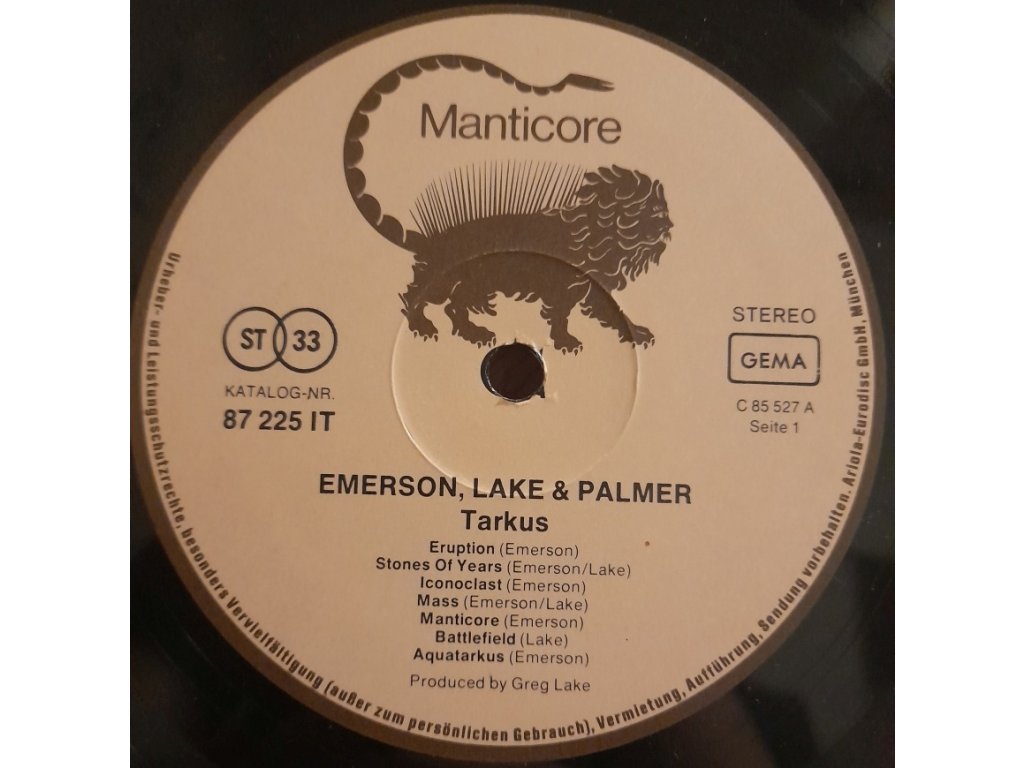 Manticore
ST 33
KATALOG-NR.
87 225 IT
STEREO
GEMA
C 85 527 A
Seite 1
EMERSON, LAKE & PALMER
Tarkus
Eruption (Emerson)
Stones Of Years (Emerson/Lake)
Iconoclast (Emerson)
Mass (Emerson/Lake)
Manticore (Emerson)
Battlefield (Lake)
Aquatarkus (Emerson)
Produced by Greg Lake
Urheber- und Leistungsschutzrechte, besonders Vervielfältigung (außer zum persönlichen Gebrauch), Vermietung, Aufführung, Sendung vorbehalten. Ariola-Eurodisc GmbH, München